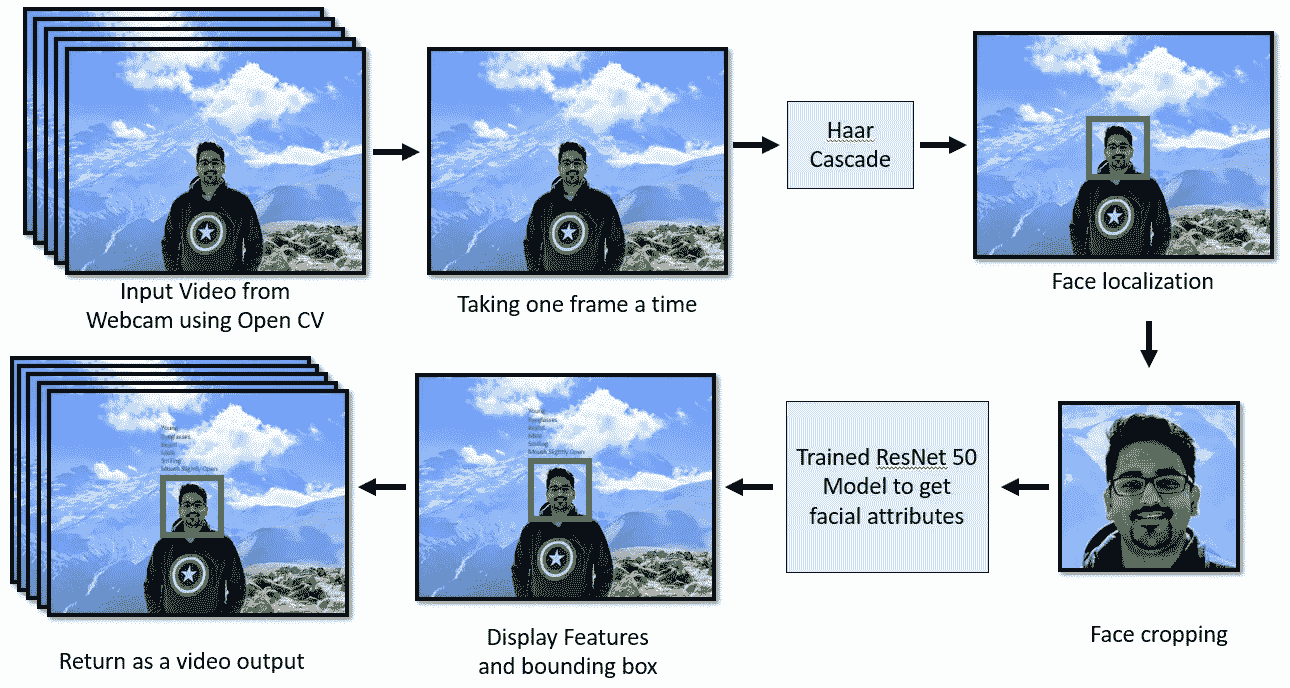 Input Video from
Webcam using Open CV
Taking one frame a time
Haar
Cascade
Face localization
Face cropping
Trained ResNet 50
Model to get
facial attributes
Young
Eyeglasses
Male
Smiling
Mouth Slightly Open
Display Features
and bounding box
Young
Eyeglasses
Male
Smiling
Mouth Slightly Open
Return as a video output